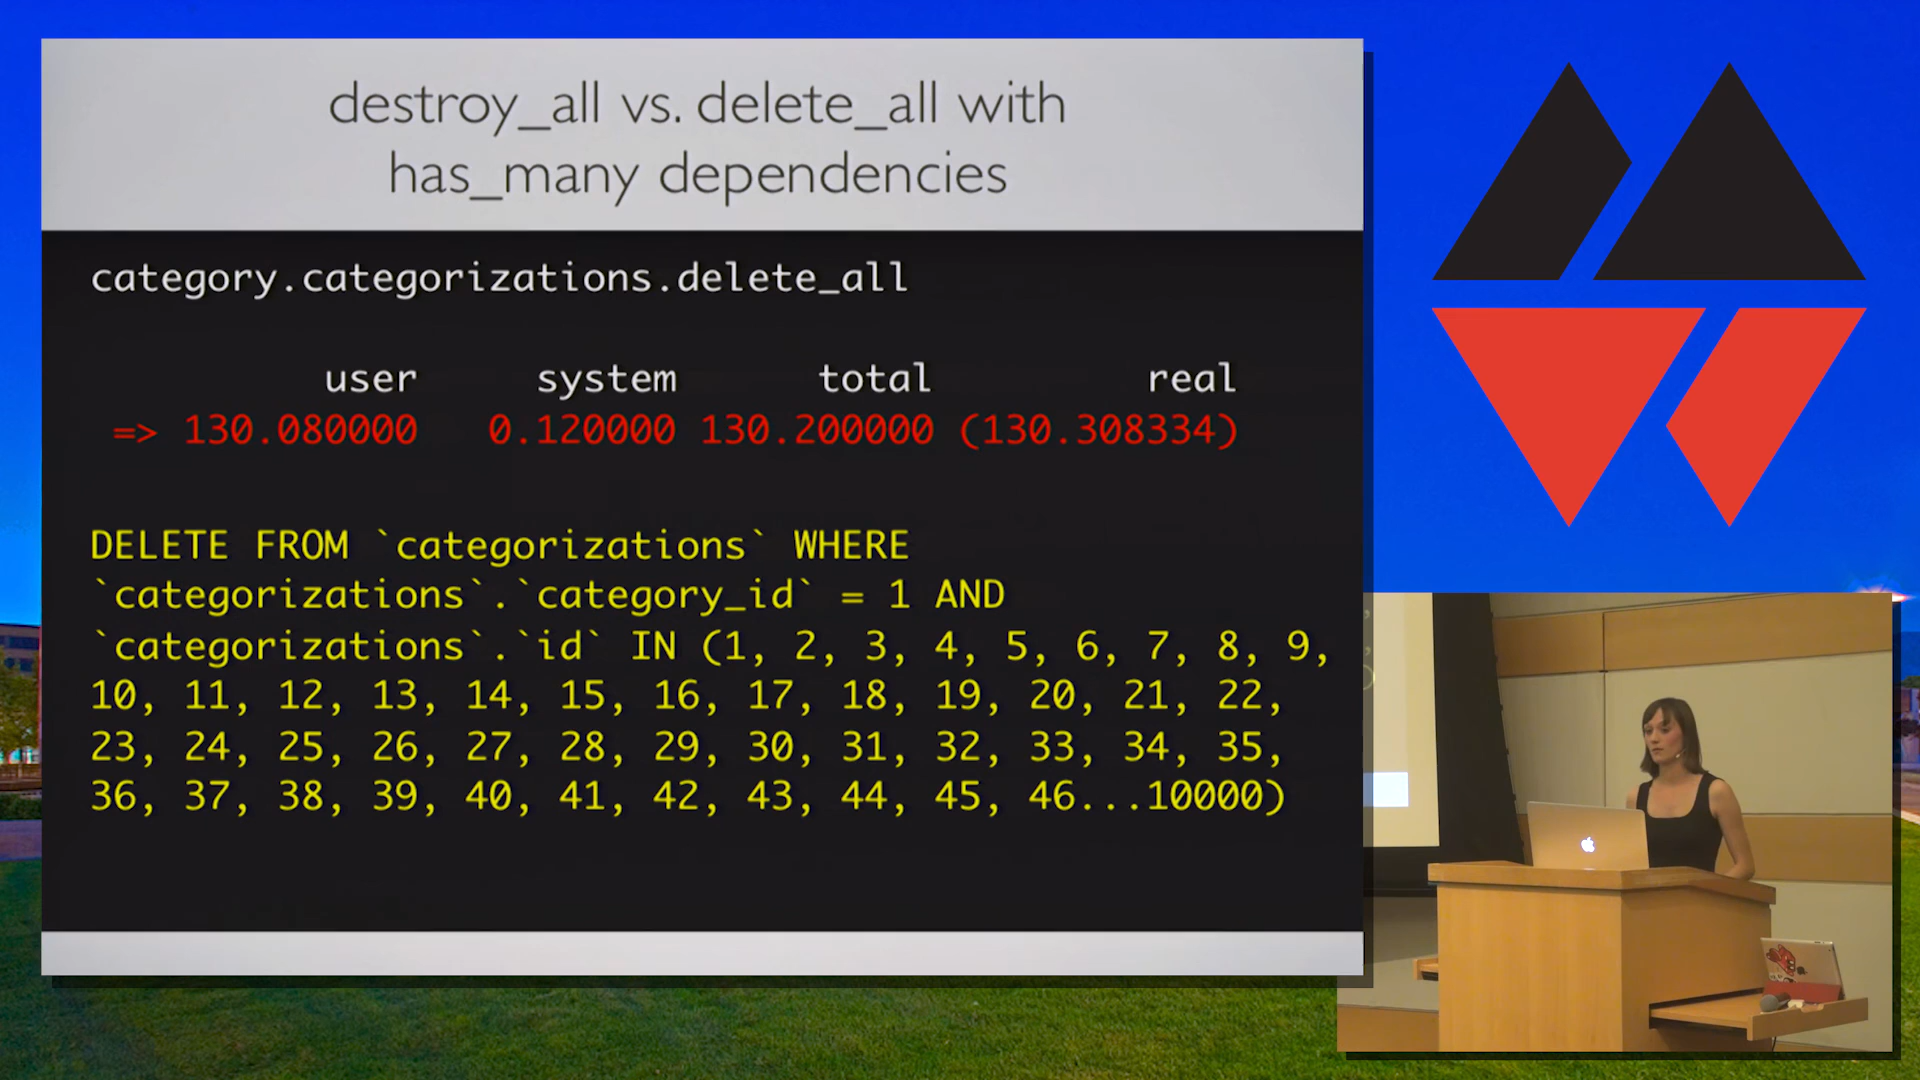 destroy_all vs. delete_all with
has_many dependencies
category.categorizations.delete_all
user system total real
=> 130.080000 0.120000 130.200000 (130.308334)
DELETE FROM `categorizations` WHERE
`categorizations`.`category_id` = 1 AND
`categorizations`.`id` IN (1, 2, 3, 4, 5, 6, 7, 8, 9,
10, 11, 12, 13, 14, 15, 16, 17, 18, 19, 20, 21, 22,
23, 24, 25, 26, 27, 28, 29, 30, 31, 32, 33, 34, 35,
36, 37, 38, 39, 40, 41, 42, 43, 44, 45, 46...10000)